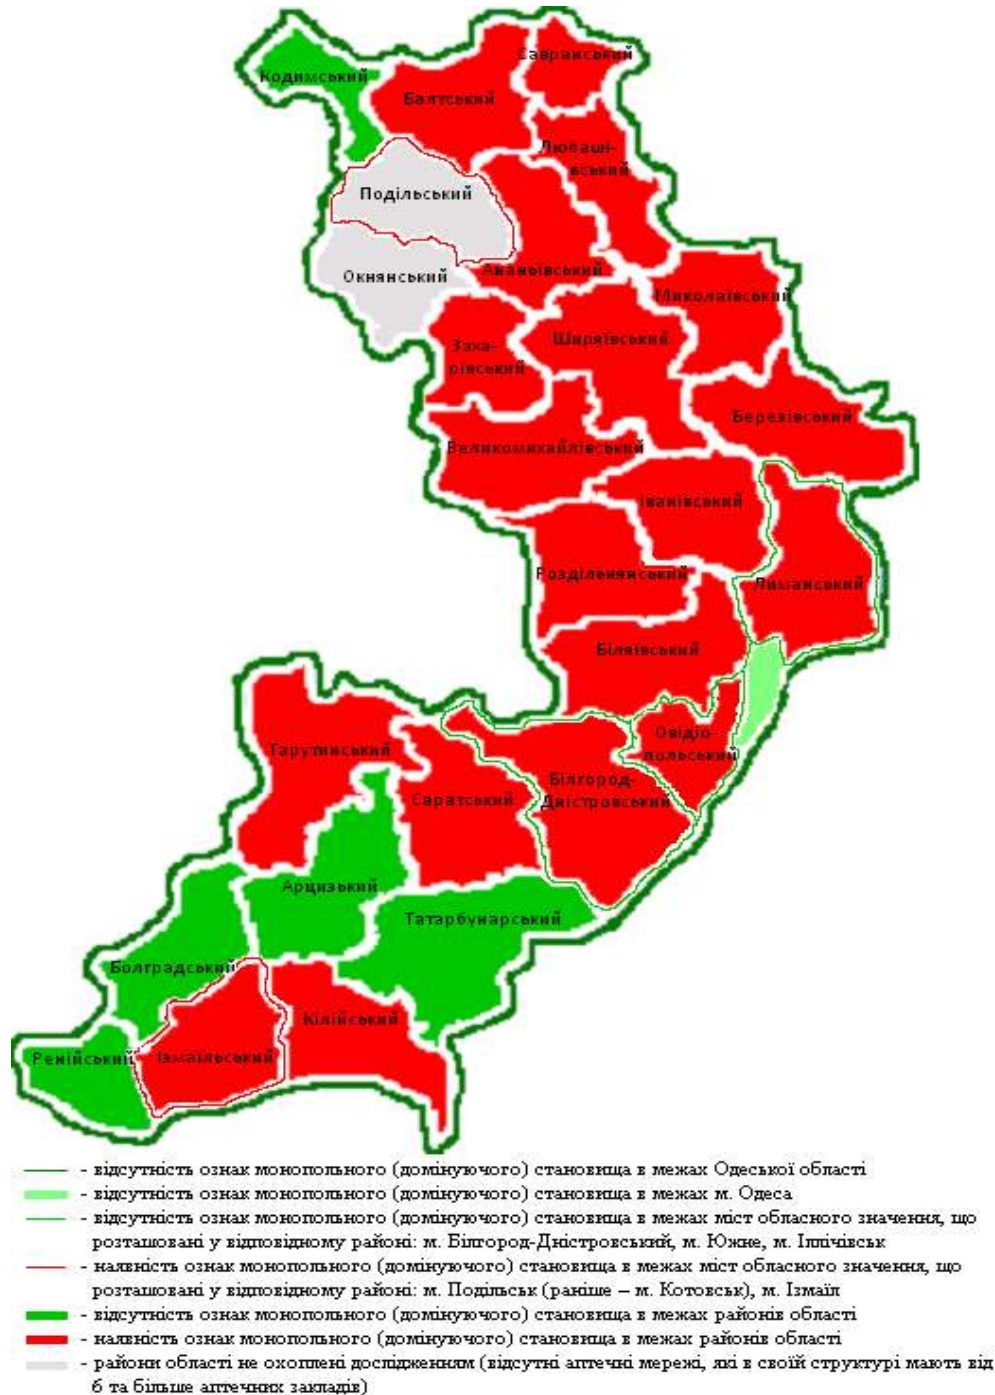 Савранський
Кодимський
Балтський
Любаші-
вський
Подільський
Ананьївський
Окнянський
Миколаївський
Ширяївський
Заха-
рівський
Березівський
Великомихайлівський
Іванівський
Роздільнянський
Лиманський
Біляївський
Овідіо-
польський
Тарутинський
Білгород-
Дністровський
Саратський
Арцизький
Татарбунарський
Болградський
Кілійський
Ренійський
Ізмаїльський
- відсутність ознак монопольного (домінуючого) становища в межах Одеської області
- відсутність ознак монопольного (домінуючого) становища в межах м. Одеса
- відсутність ознак монопольного (домінуючого) становища в межах міст обласного значення, що
розташовані у відповідному районі: м. Білгород-Дністровський, м. Южне, м. Іллічівськ
- наявність ознак монопольного (домінуючого) становища в межах міст обласного значення, що
розташовані у відповідному районі: м. Подільськ (раніше – м. Котовськ), м. Ізмаїл
- відсутність ознак монопольного (домінуючого) становища в межах районів області
- наявність ознак монопольного (домінуючого) становища в межах районів області
- райони області не охоплені дослідженням (відсутні аптечні мережі, які в своїй структурі мають від
6 та більше аптечних закладів)